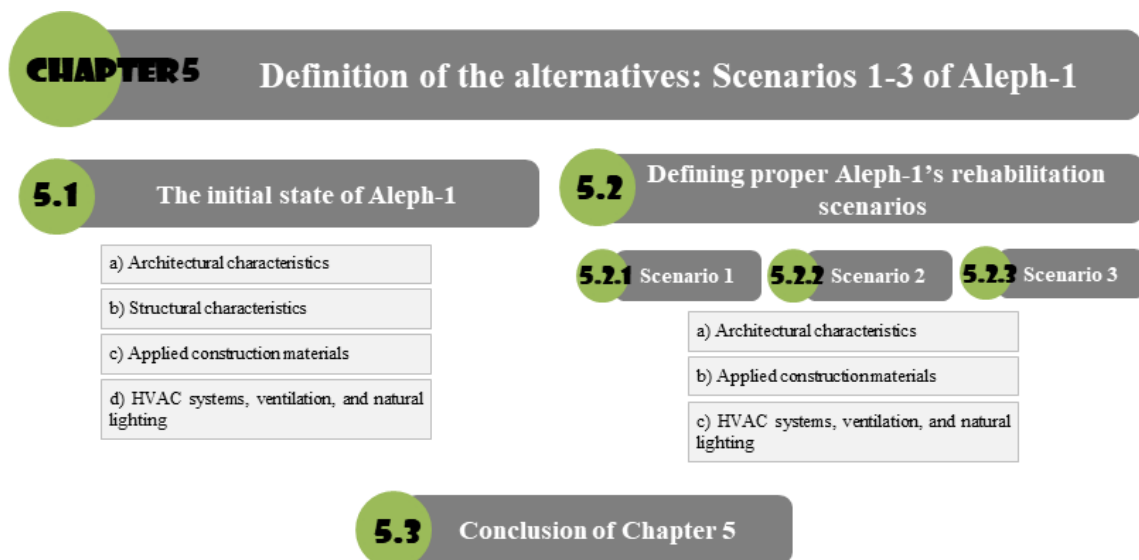 CHAPTER 5
Definition of the alternatives: Scenarios 1-3 of Aleph-1
5.1
The initial state of Aleph-1
a) Architectural characteristics
b) Structural characteristics
c) Applied construction materials
d) HVAC systems, ventilation, and natural
lighting
5.2
Defining proper Aleph-1's rehabilitation
scenarios
5.2.1 Scenario 1
5.2.2 Scenario 2
5.2.3 Scenario 3
a) Architectural characteristics
b) Applied construction materials
c) HVAC systems, ventilation, and natural
lighting
5.3
Conclusion of Chapter 5